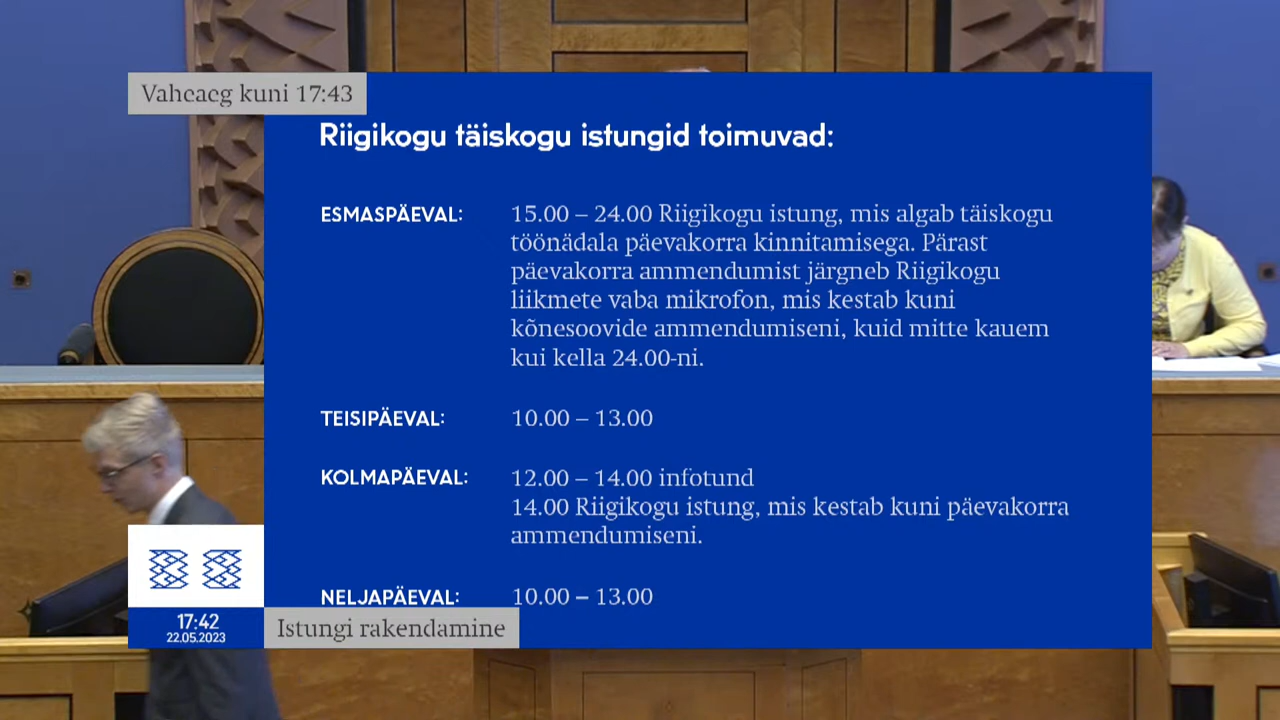 Vaheaeg kuni 17:43
Riigikogu täiskogu istungid toimuvad:
ESMASPÄEVAL:
15.00 – 24.00 Riigikogu istung, mis algab täiskogu
töönädala päevakorra kinnitamisega. Pärast
päevakorra ammendumist järgneb Riigikogu
liikmete vaba mikrofon, mis kestab kuni
kõnesoovide ammendumiseni, kuid mitte kauem
kui kella 24.00-ni.
TEISIPÄEVAL:
10.00 – 13.00
KOLMAPÄEVAL:
12.00 – 14.00 infotund
14.00 Riigikogu istung, mis kestab kuni päevakorra
ammendumiseni.
NELJAPÄEVAL:
10.00 – 13.00
17:42
22.05.2023
Istungi rakendamine